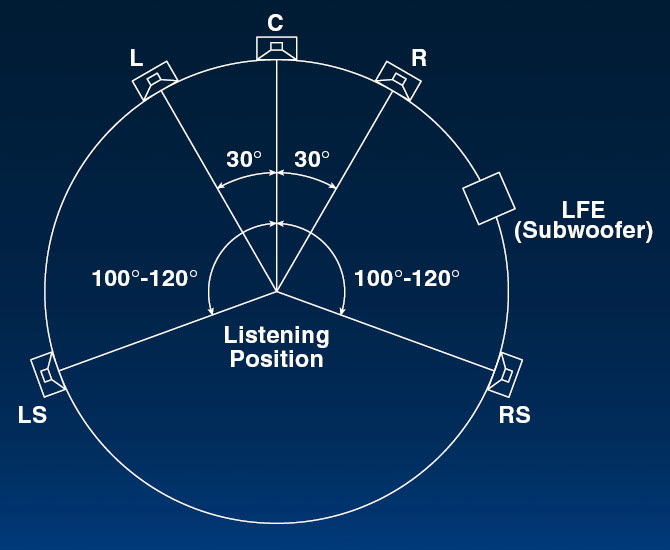 C
L
R
30°
30°
LFE
(Subwoofer)
100°-120°
100°-120°
Listening
Position
LS
RS